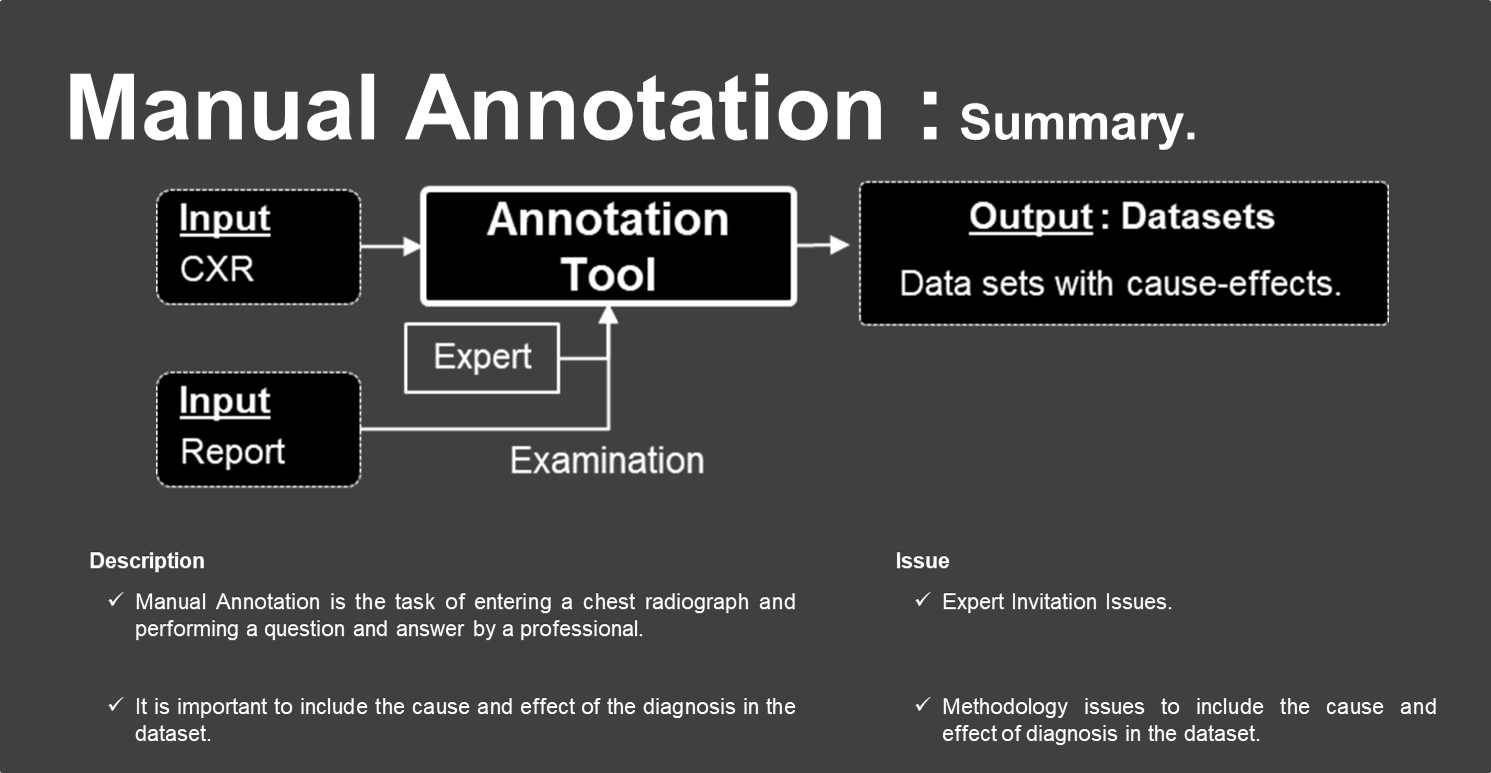 Manual Annotation : Summary.
Input
CXR
Annotation
Tool
Output : Datasets
Data sets with cause-effects.
Expert
Input
Report
Examination
Description
✓ Manual Annotation is the task of entering a chest radiograph and
performing a question and answer by a professional.
✓ It is important to include the cause and effect of the diagnosis in the
dataset.
Issue
✓ Expert Invitation Issues.
✓ Methodology issues to include the cause and
effect of diagnosis in the dataset.